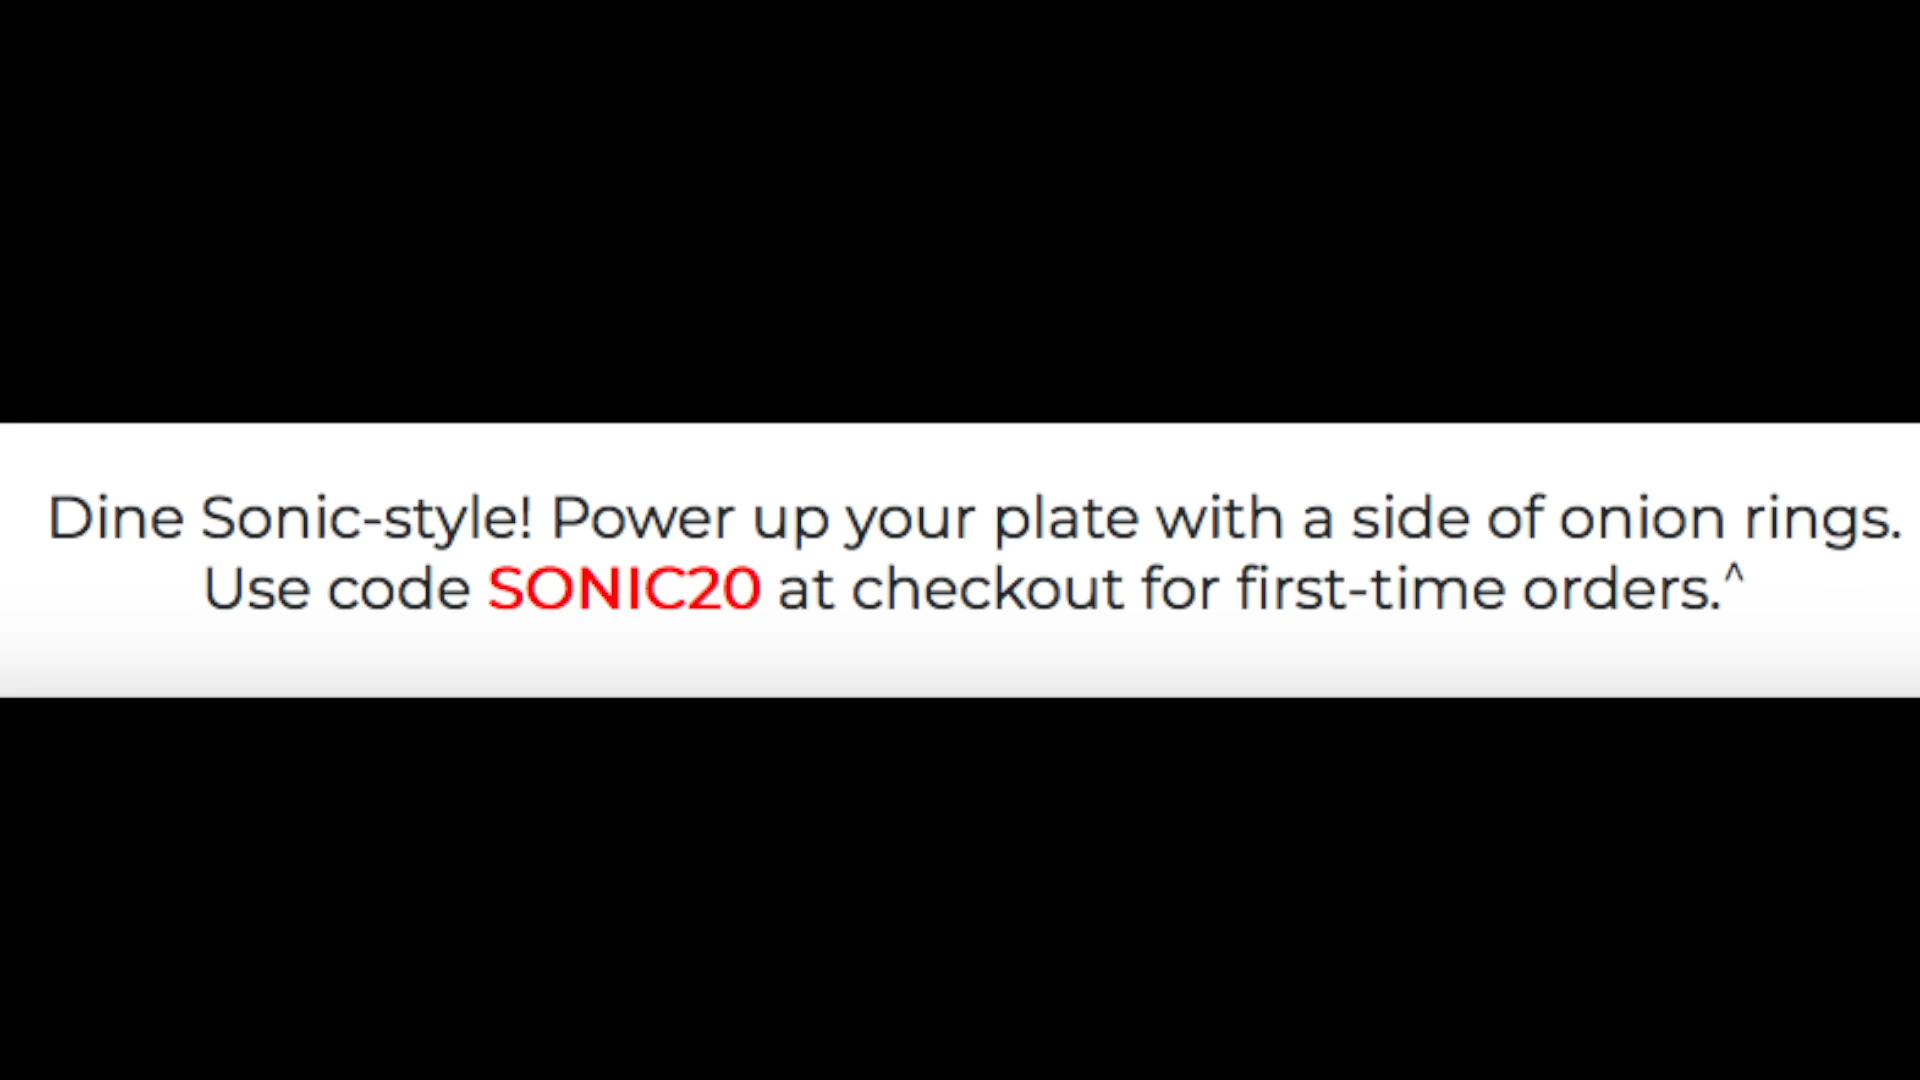 Dine Sonic-style! Power up your plate with a side of onion rings.
Use code SONIC20 at checkout for first-time orders.^